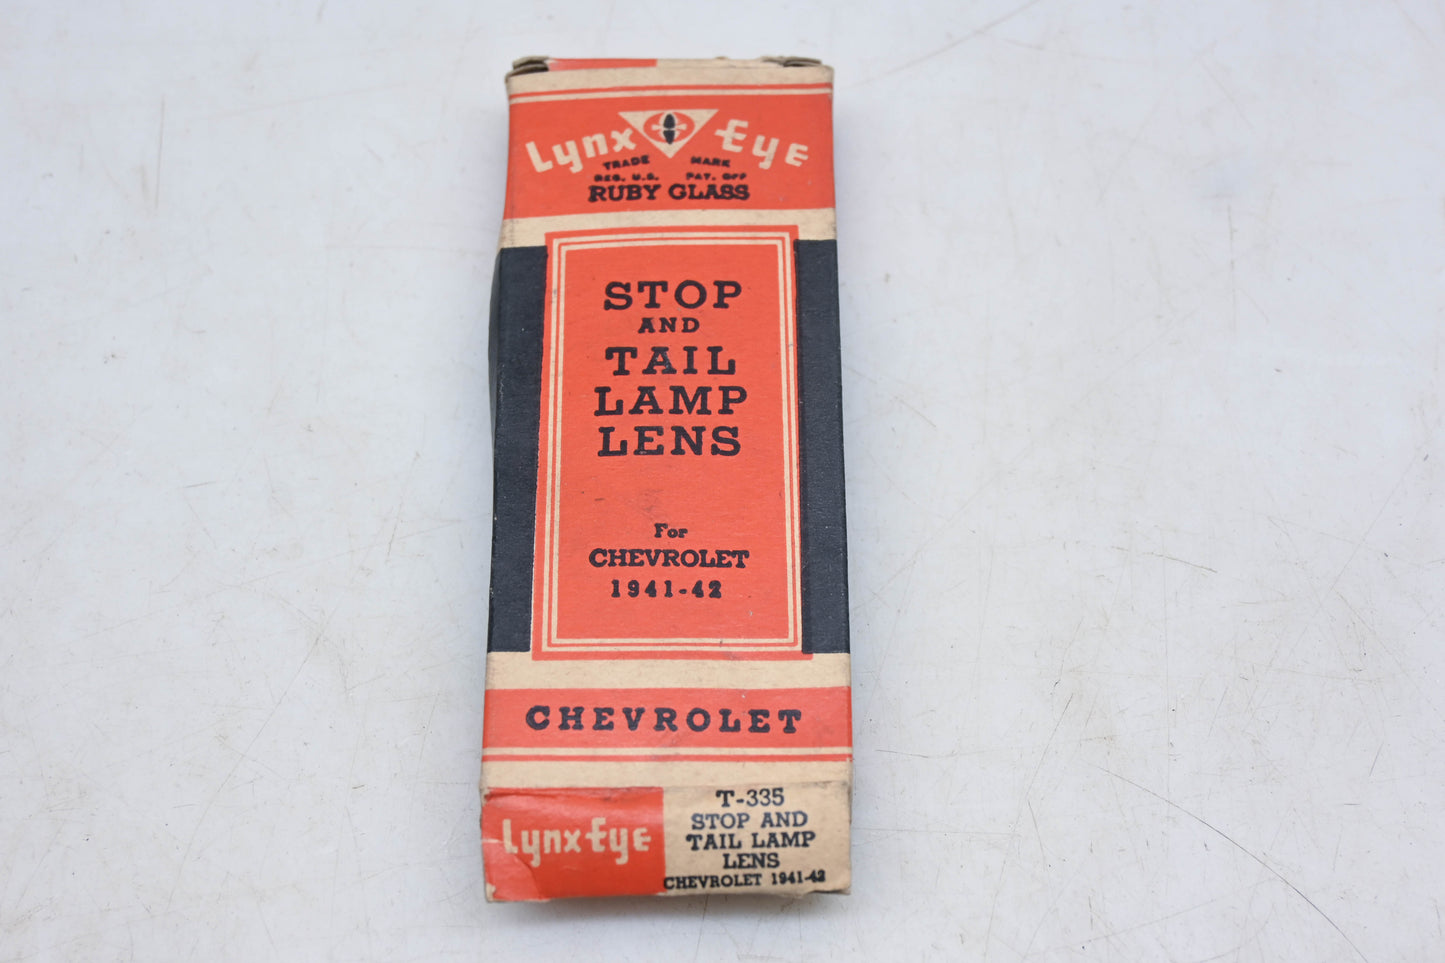 Lynx Eye
TRADE MARK
REG. U.S. PAT. OFF
RUBY GLASS
STOP
AND
TAIL
LAMP
LENS
For
CHEVROLET
1941-42
CHEVROLET
Lynx Eye
T-335
STOP AND
TAIL LAMP
LENS
CHEVROLET 1941-42